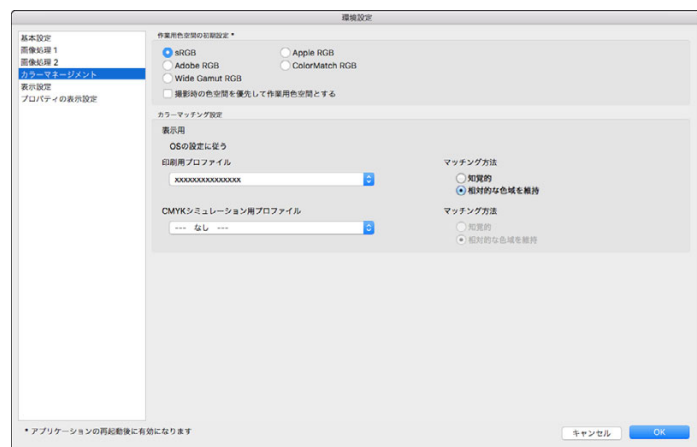 環境設定
基本設定
画像処理 1
画像処理 2
カラーマネージメント
表示設定
プロパティの表示設定
作業用色空間の初期設定 *
sRGB
Apple RGB
Adobe RGB
ColorMatch RGB
Wide Gamut RGB
撮影時の色空間を優先して作業用色空間とする
カラーマッチング設定
表示用
OSの設定に従う
印刷用プロファイル
マッチング方法
xxxxxxxxxxxxxxx
知覚的
相対的な色域を維持
CMYKシミュレーション用プロファイル
マッチング方法
--- なし ---
知覚的
相対的な色域を維持
* アプリケーションの再起動後に有効になります
キャンセル
OK